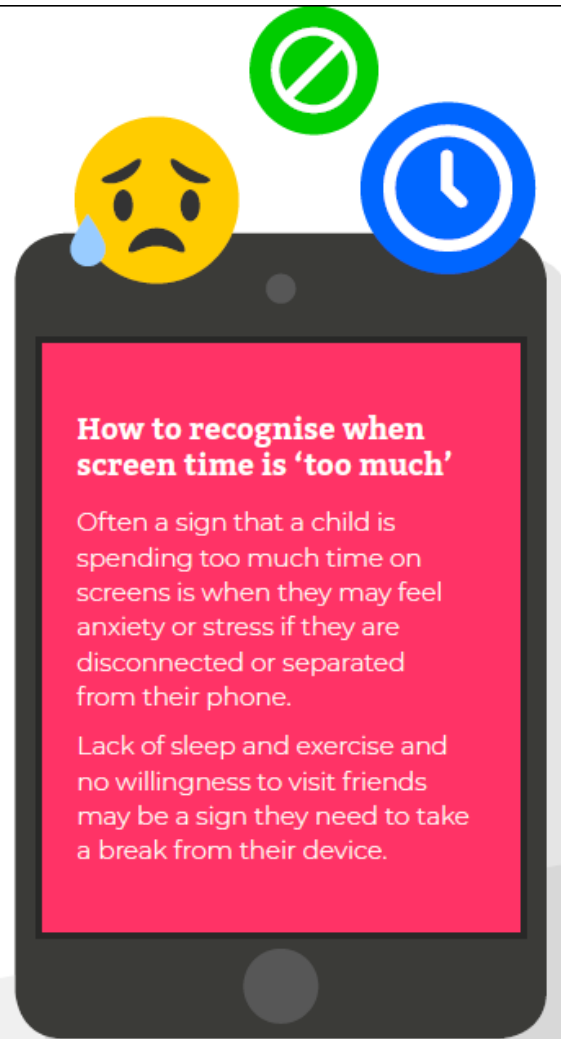 How to recognise when
screen time is ‘too much’
Often a sign that a child is
spending too much time on
screens is when they may feel
anxiety or stress if they are
disconnected or separated
from their phone.
Lack of sleep and exercise and
no willingness to visit friends
may be a sign they need to take
a break from their device.